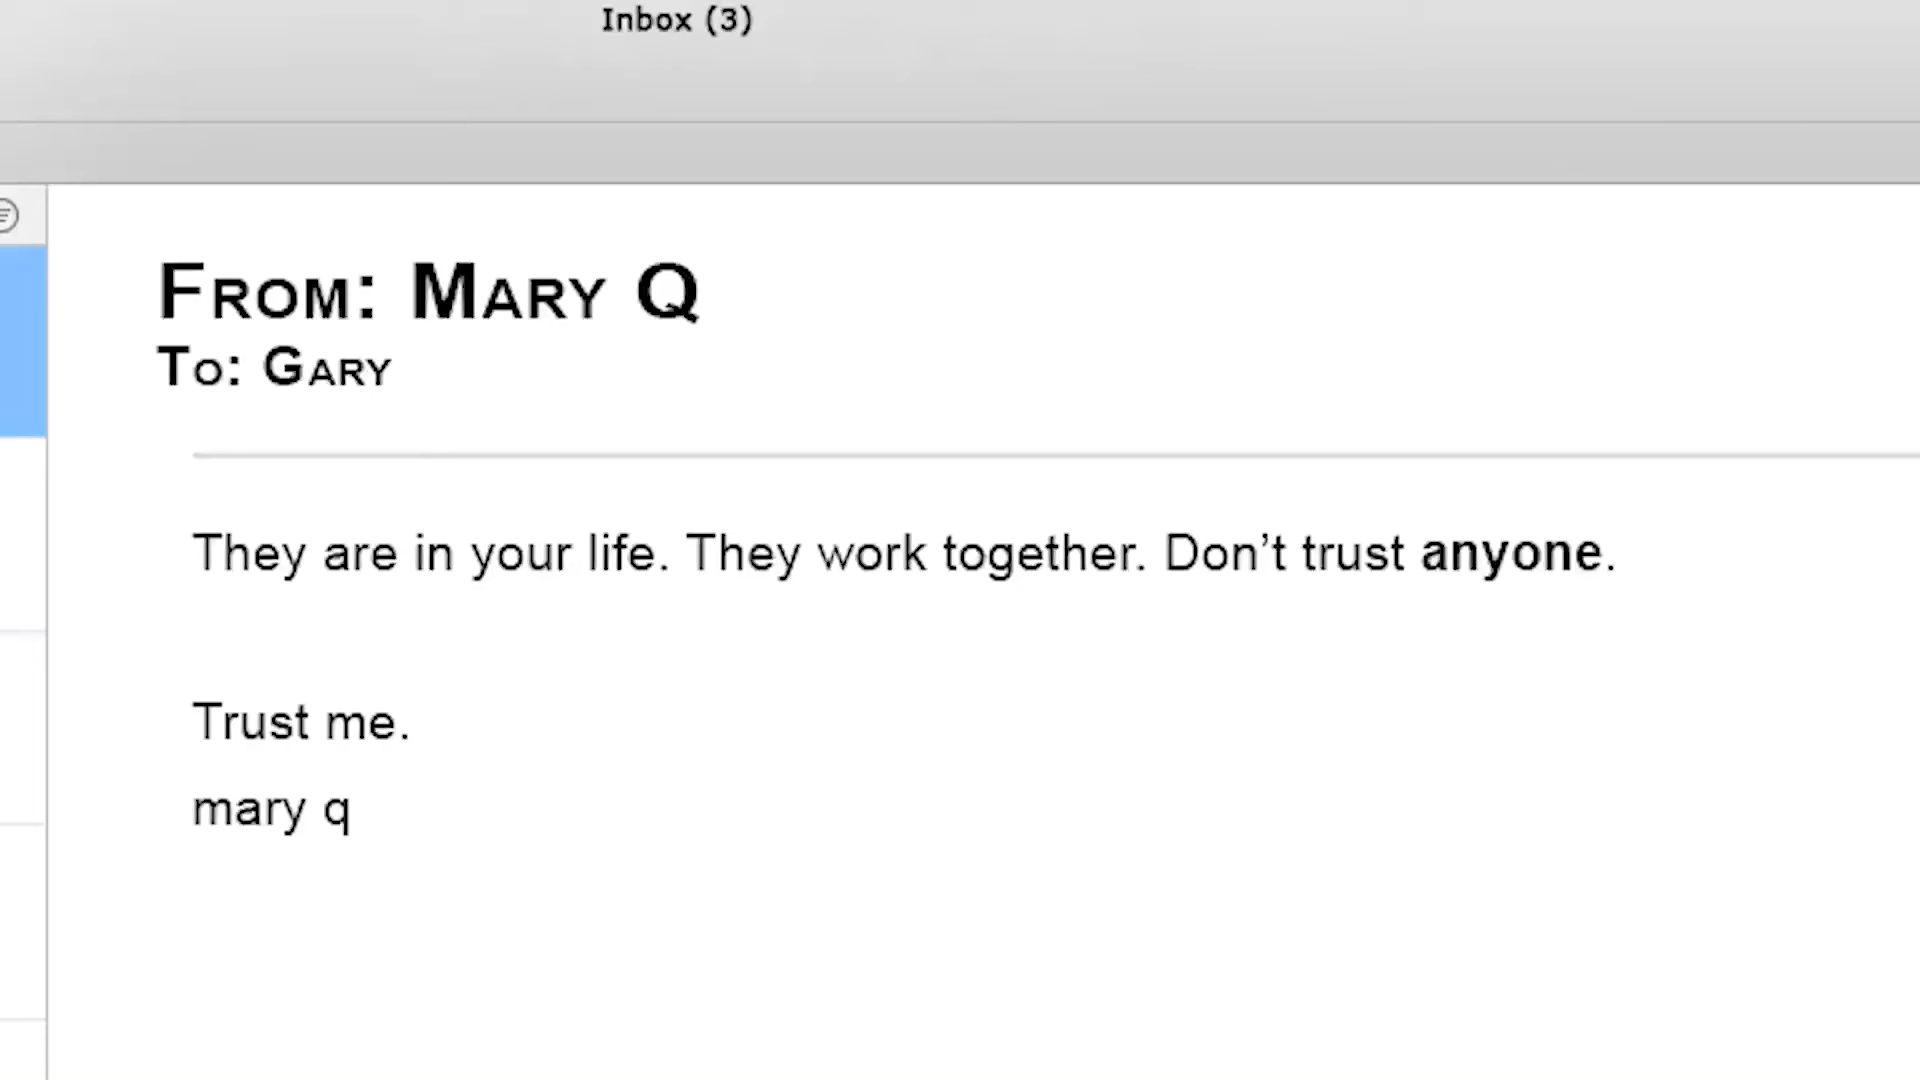 Inbox (3)
From: Mary Q
To: Gary
They are in your life. They work together. Don’t trust anyone.
Trust me.
mary q